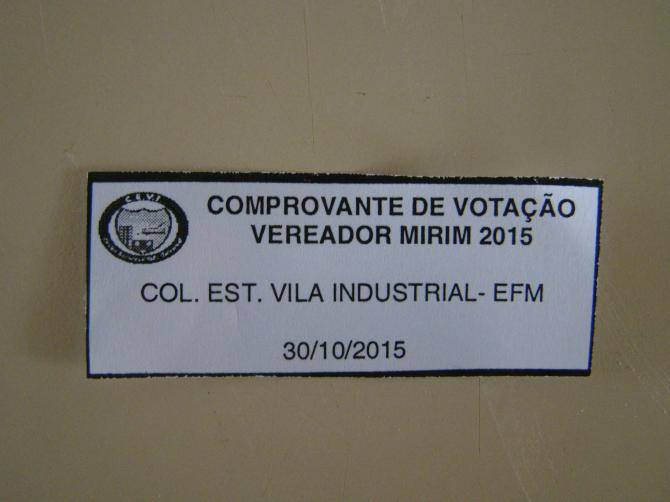 C.E.V.I
COMPROVANTE DE VOTAÇÃO
VEREADOR MIRIM 2015
COL. EST. VILA INDUSTRIAL- EFM
30/10/2015